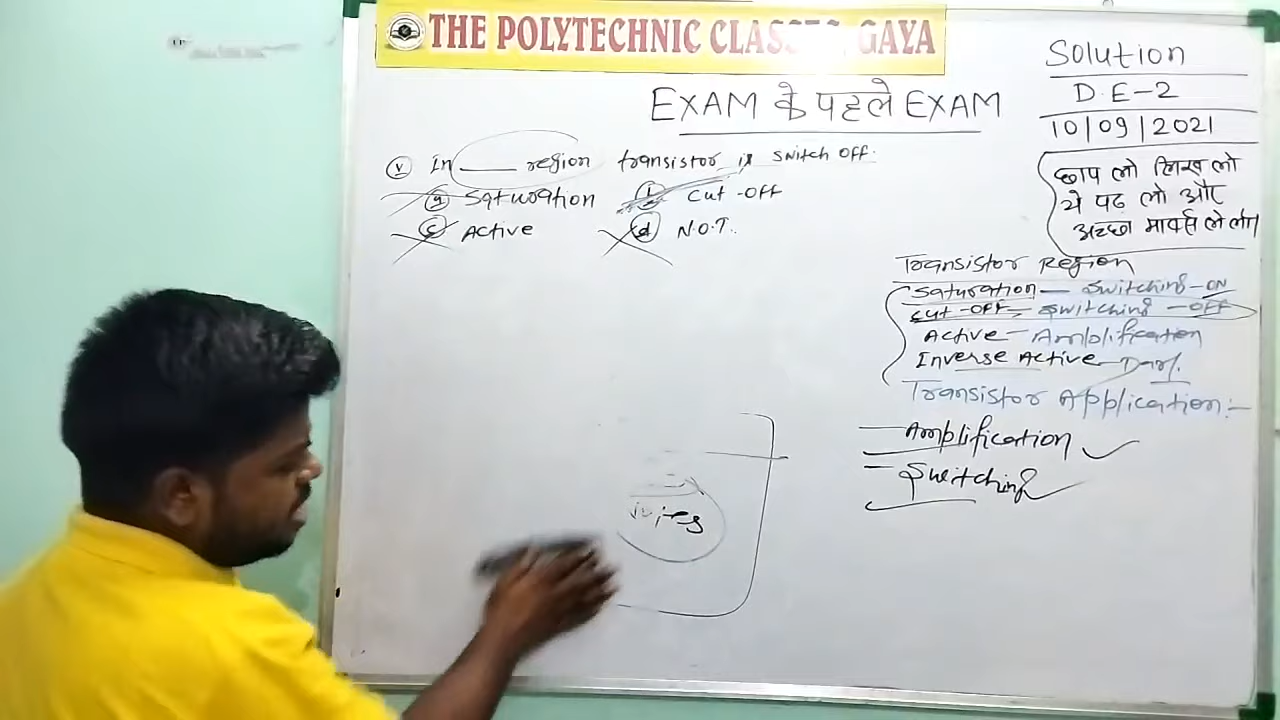 THE POLYTECHNIC CLASSES, GAYA
EXAM के पहले EXAM
Solution
D.E-2
10/09/2021
छाप लो लिख लो
ये पढ़ लो और
अच्छा मार्क्स ले लो।
(v) In ___ region transistor is switch OFF.
(a) Saturation (b) Cut-OFF
(c) Active (d) N.O.T.
Transistor Region
Saturation — Switching-ON
Cut-OFF — Switching-OFF
Active — Amplification
Inverse Active —
Transistor Application:-
— Amplification
— Switching